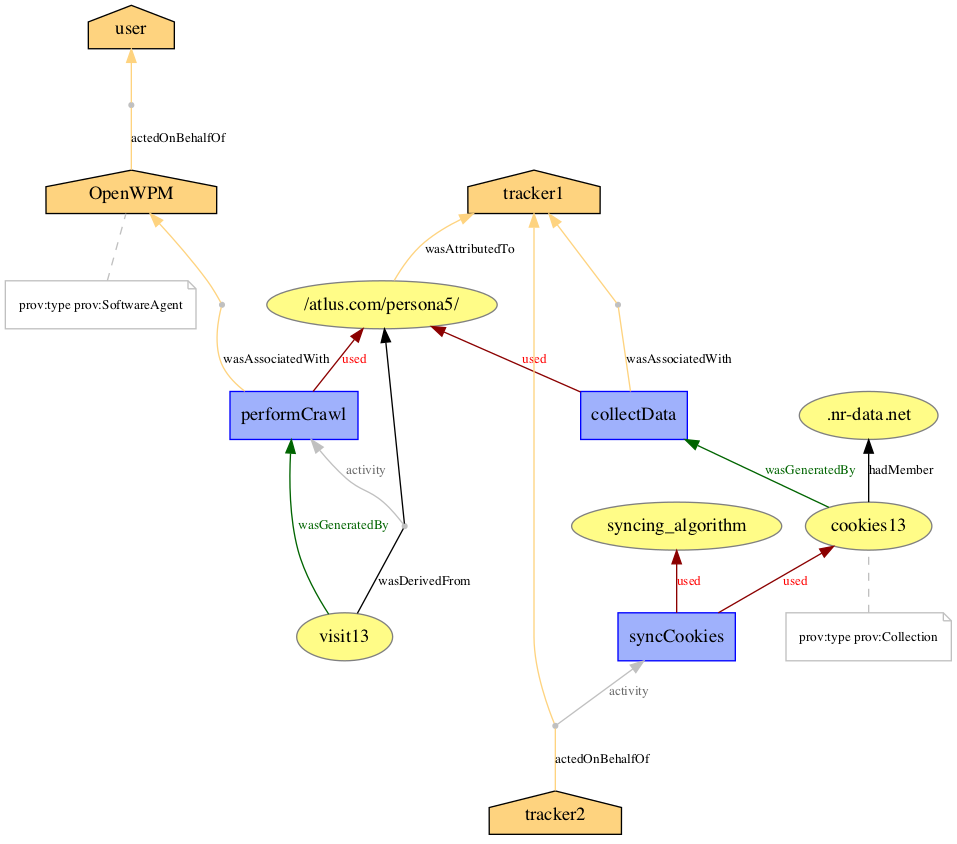 user
actedOnBehalfOf
OpenWPM
tracker1
wasAttributedTo
prov:type prov:SoftwareAgent
/atlus.com/persona5/
wasAssociatedWith
used
used
wasAssociatedWith
performCrawl
collectData
.nr-data.net
activity
wasGeneratedBy
hadMember
wasGeneratedBy
syncing_algorithm
cookies13
wasDerivedFrom
used
used
visit13
syncCookies
prov:type prov:Collection
activity
actedOnBehalfOf
tracker2